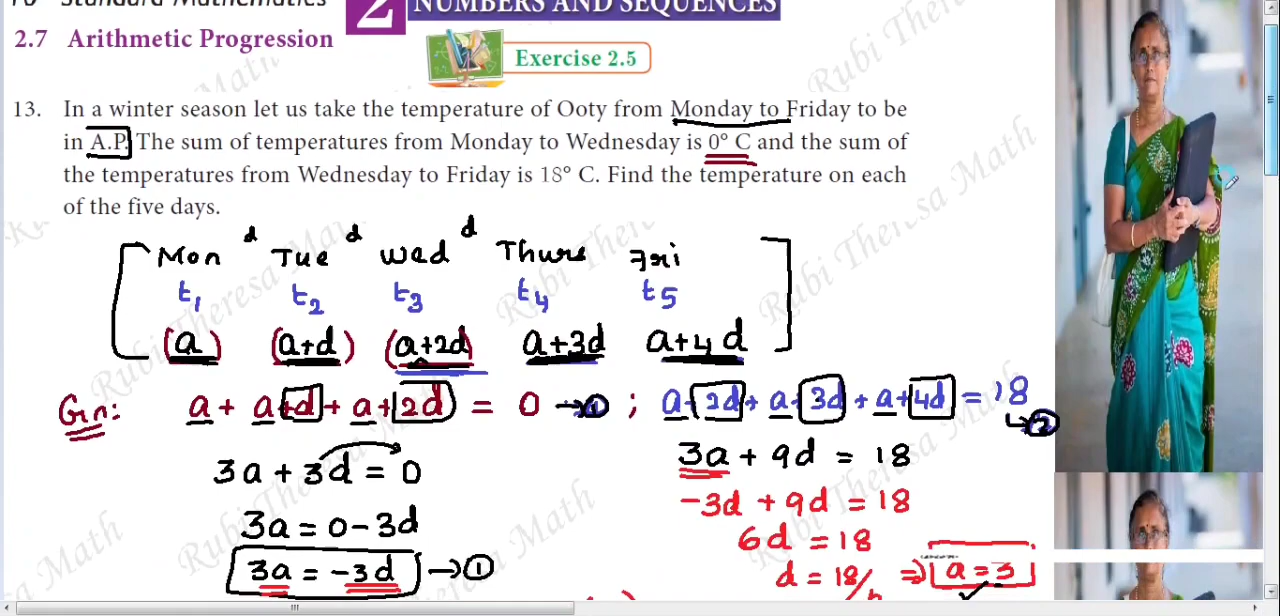 10 Standard Mathematics
2 NUMBERS AND SEQUENCES
2.7 Arithmetic Progression
Exercise 2.5
13. In a winter season let us take the temperature of Ooty from Monday to Friday to be
in A.P. The sum of temperatures from Monday to Wednesday is 0° C and the sum of
the temperatures from Wednesday to Friday is 18° C. Find the temperature on each
of the five days.
d d d
Mon Tue Wed Thurs Fri
t1 t2 t3 t4 t5
(a) (a+d) (a+2d) a+3d a+4d
Gn: a + a+d + a+2d = 0 → ; a+2d + a+3d + a+4d = 18
→ 2
3a + 3d = 0 3a + 9d = 18
3a = 0 - 3d -3d + 9d = 18
6d = 18
3a = -3d → 1 d = 18/6 ⇒ a = 3
Rubi Theresa Math